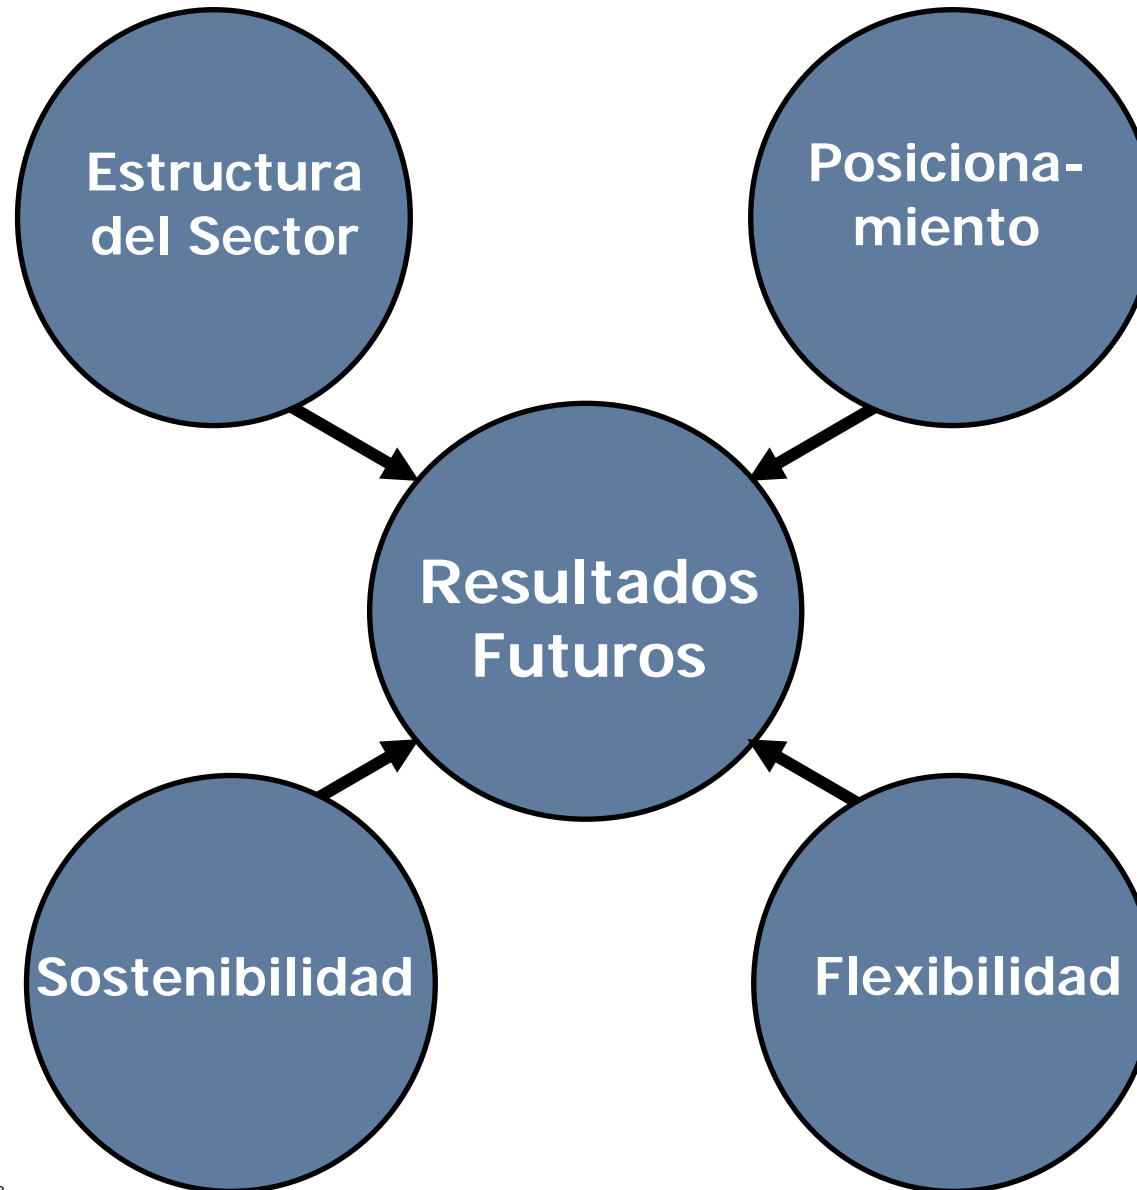 Estructura
del Sector
Posiciona-
miento
Resultados
Futuros
Sostenibilidad
Flexibilidad